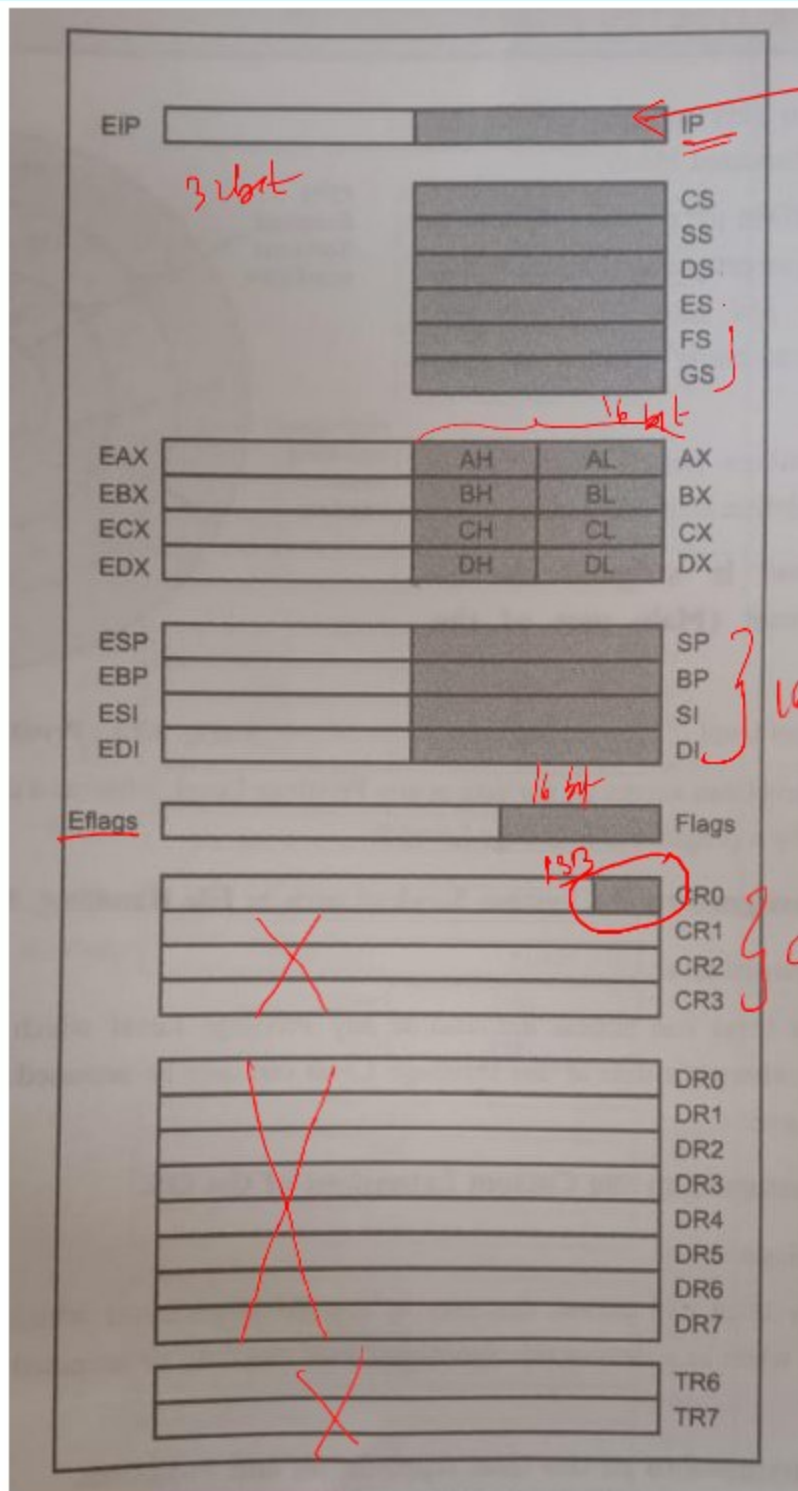 EIP IP
32bit
CS
SS
DS
ES
FS
GS
16 bit
EAX AH AL AX
EBX BH BL BX
ECX CH CL CX
EDX DH DL DX
ESP SP
EBP BP
ESI SI
EDI DI
16 bit
Eflags Flags
CR0
CR1
CR2
CR3
DR0
DR1
DR2
DR3
DR4
DR5
DR6
DR7
TR6
TR7